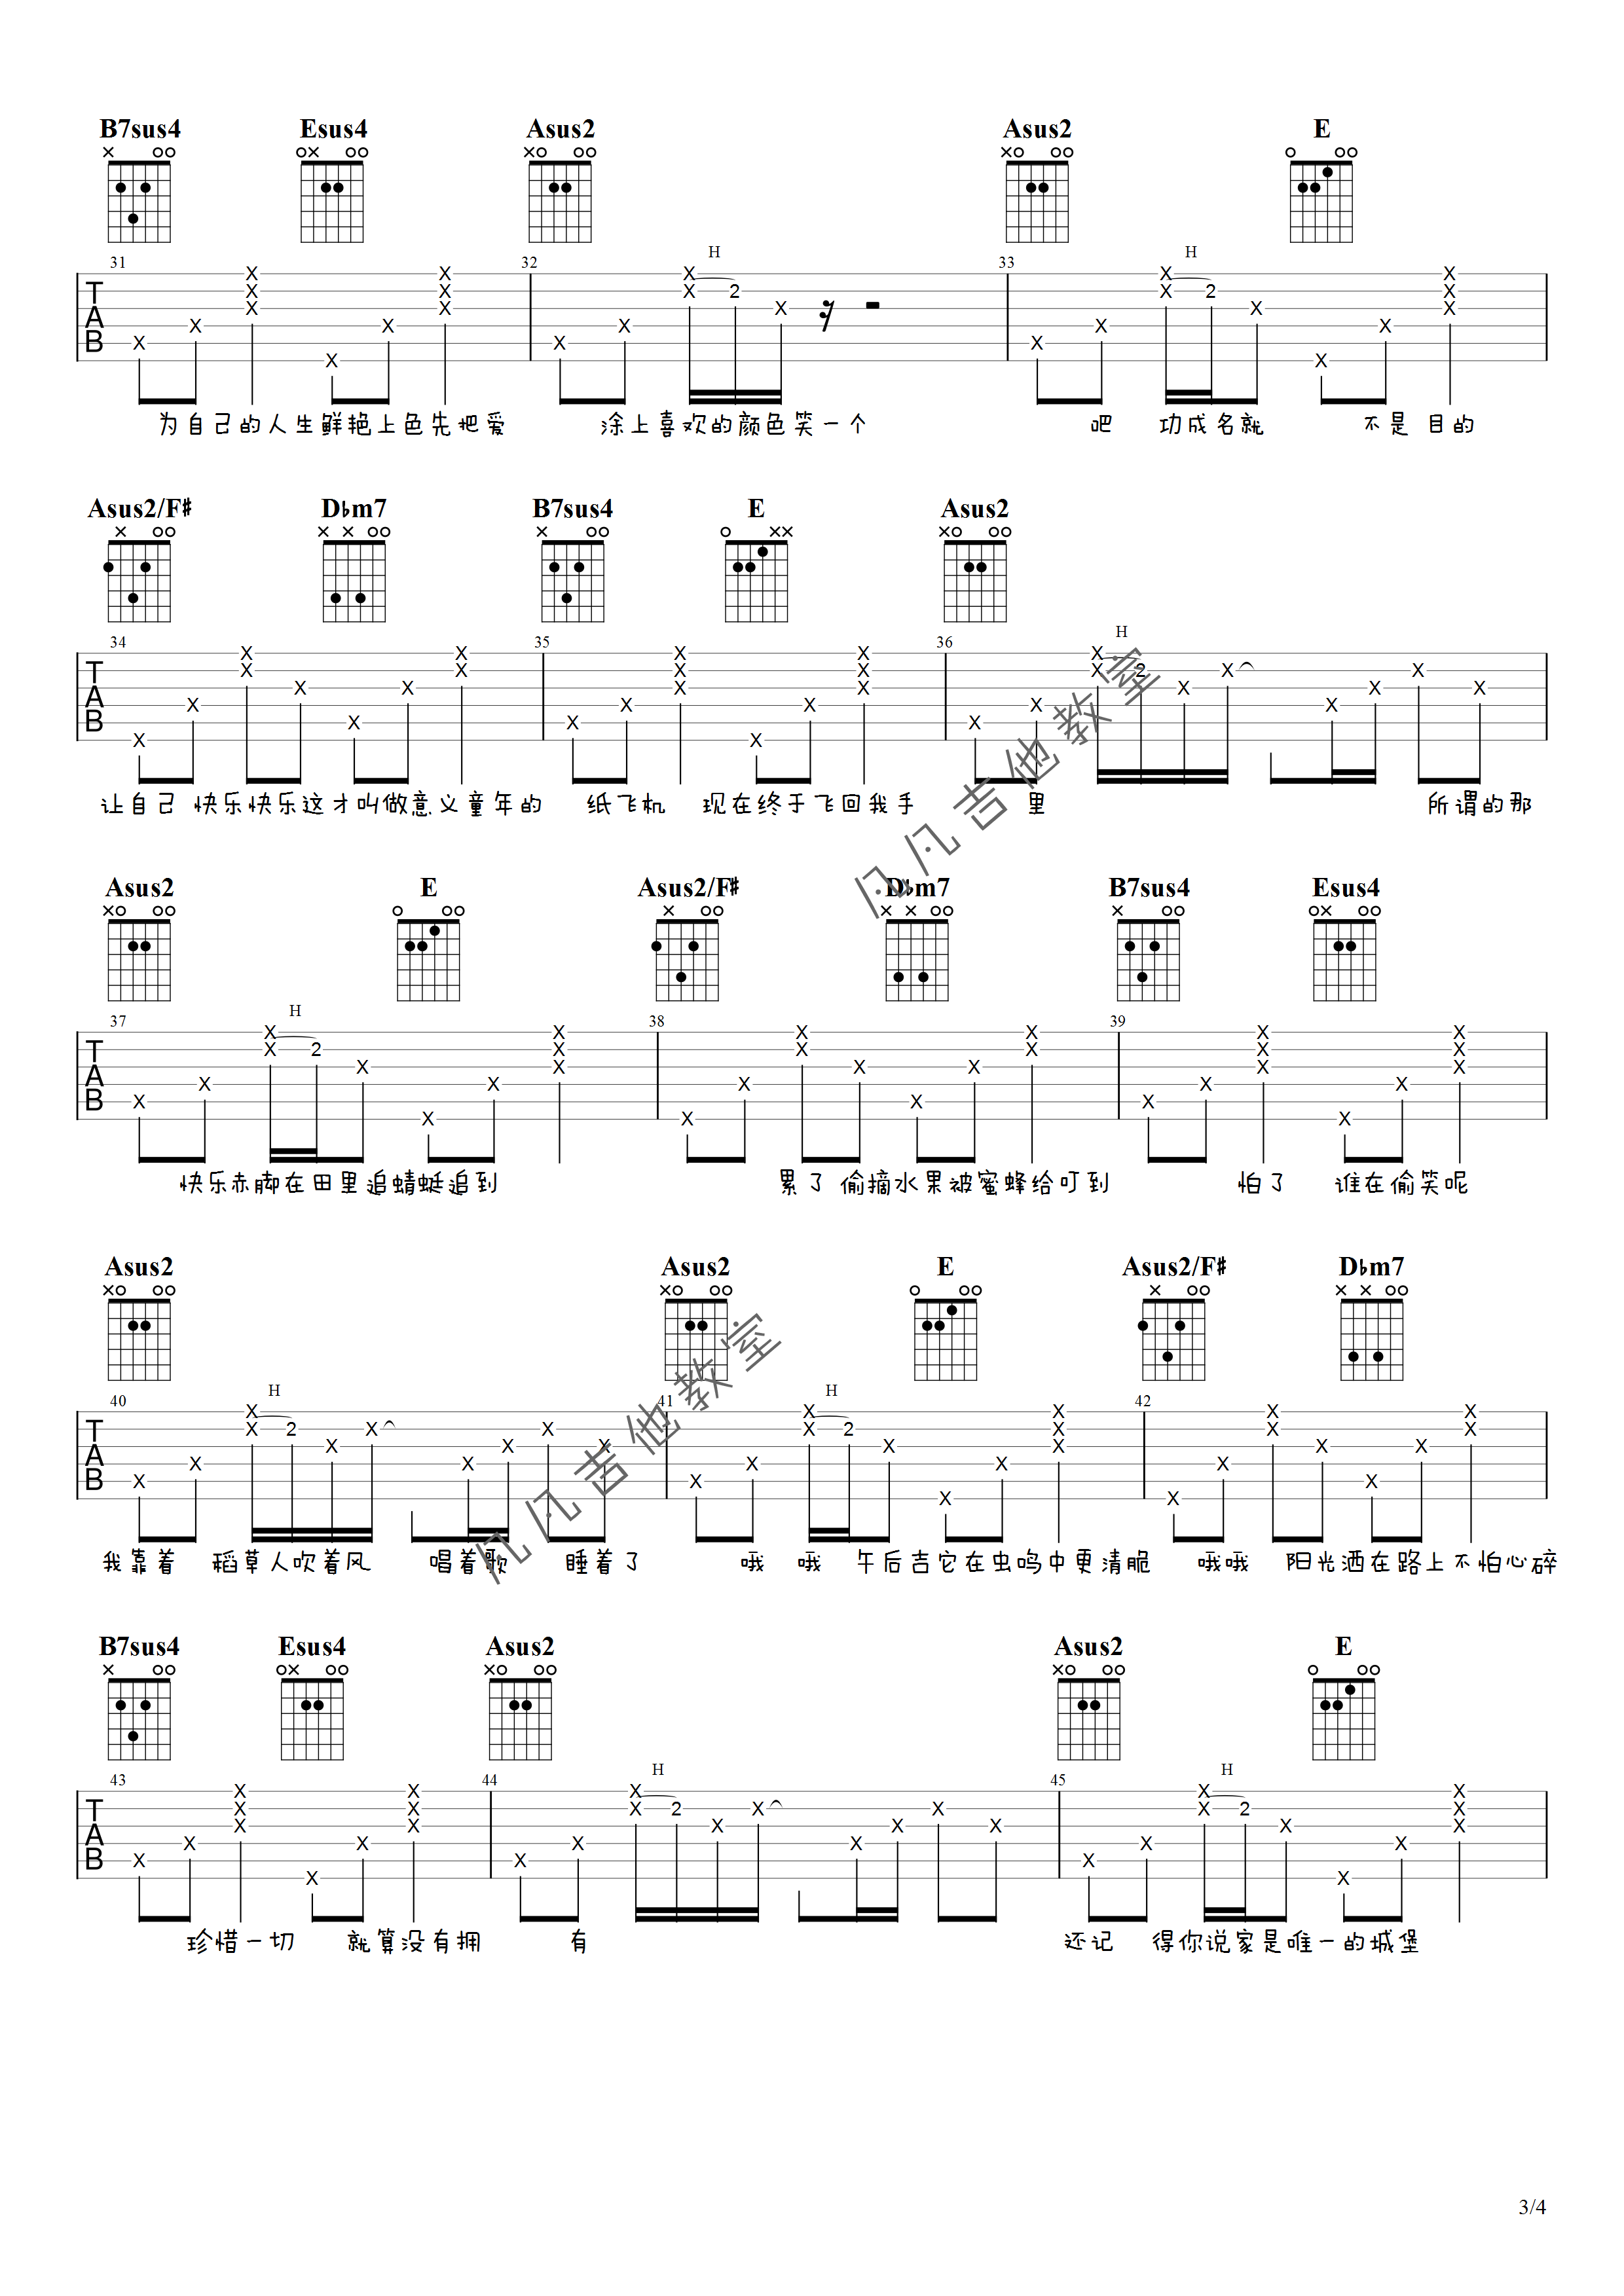 B7sus4 Esus4 Asus2 Asus2 E
31 32 H 33 H
为自己的人生鲜艳上色先把爱 涂上喜欢的颜色笑一个 吧 功成名就 不是目的
Asus2/F♯ D♭m7 B7sus4 E Asus2
34 35 36 H
让自己 快乐快乐这才叫做意义童年的 纸飞机 现在终于飞回我手 里 所谓的那
Asus2 E Asus2/F♯ D♭m7 B7sus4 Esus4
37 H 38 39
快乐赤脚在田里追蜻蜓追到 累了 偷摘水果被蜜蜂给叮到 怕了 谁在偷笑呢
Asus2 Asus2 E Asus2/F♯ D♭m7
40 H 41 H 42
我靠着 稻草人吹着风 唱着歌 睡着了 哦 哦 午后吉它在虫鸣中更清脆 哦哦 阳光洒在路上不怕心碎
B7sus4 Esus4 Asus2 Asus2 E
43 44 H 45 H
珍惜一切 就算没有拥 有 还记 得你说家是唯一的城堡
凡凡吉他教室
凡凡吉他教室
3/4